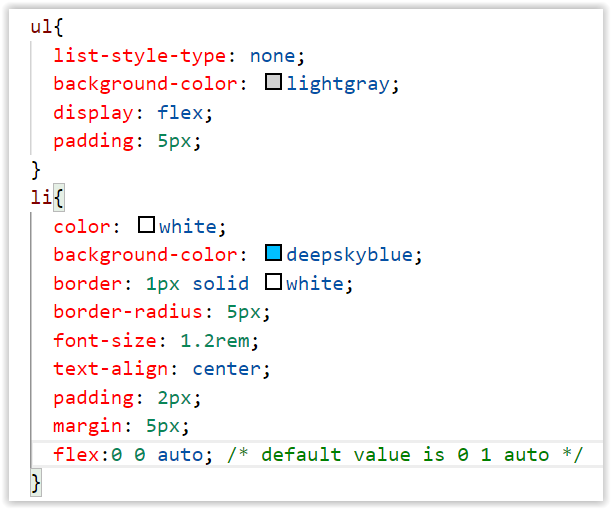 ul{
list-style-type: none;
background-color: lightgray;
display: flex;
padding: 5px;
}
li{
color: white;
background-color: deepskyblue;
border: 1px solid white;
border-radius: 5px;
font-size: 1.2rem;
text-align: center;
padding: 2px;
margin: 5px;
flex:0 0 auto; /* default value is 0 1 auto */
}